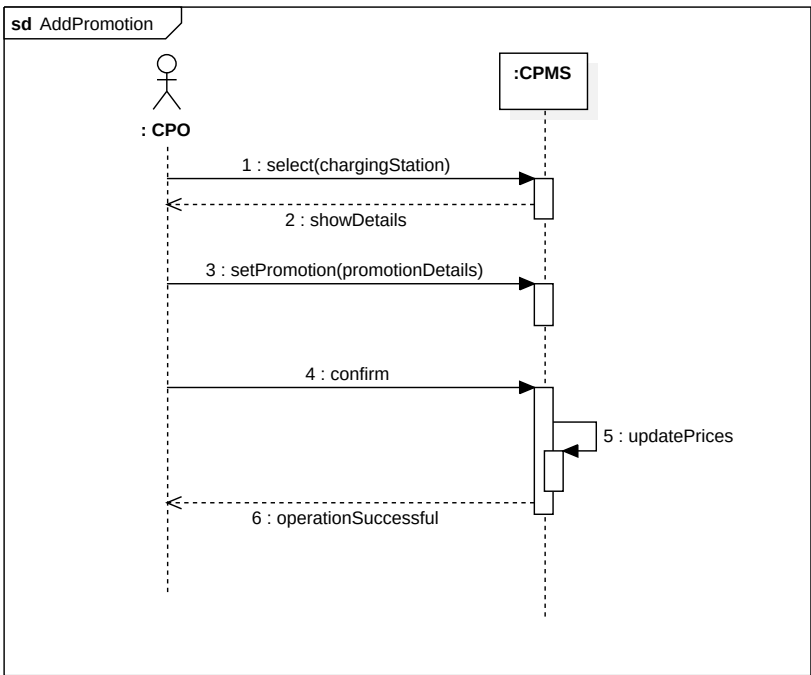 sd AddPromotion
:CPMS
: CPO
1 : select(chargingStation)
2 : showDetails
3 : setPromotion(promotionDetails)
4 : confirm
5 : updatePrices
6 : operationSuccessful